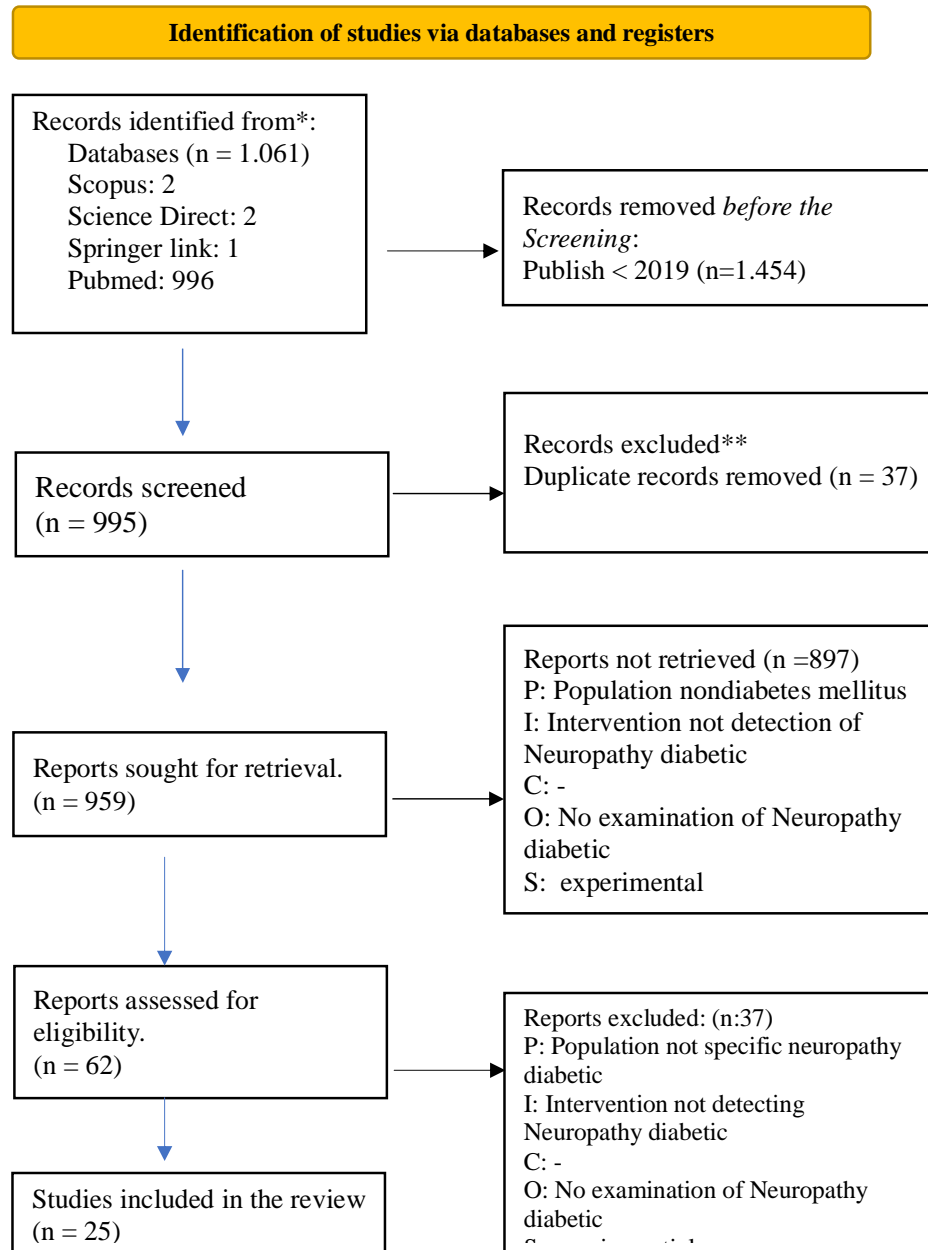 Identification of studies via databases and registers
Records identified from*:
Databases (n = 1.061)
Scopus: 2
Science Direct: 2
Springer link: 1
Pubmed: 996
Records removed before the
Screening:
Publish < 2019 (n=1.454)
Records screened
(n = 995)
Records excluded**
Duplicate records removed (n = 37)
Reports sought for retrieval.
(n = 959)
Reports not retrieved (n =897)
P: Population nondiabetes mellitus
I: Intervention not detection of
Neuropathy diabetic
C: -
O: No examination of Neuropathy
diabetic
S:  experimental
Reports assessed for
eligibility.
(n = 62)
Reports excluded: (n:37)
P: Population not specific neuropathy
diabetic
I: Intervention not detecting
Neuropathy diabetic
C: -
O: No examination of Neuropathy
diabetic
Studies included in the review
(n = 25)